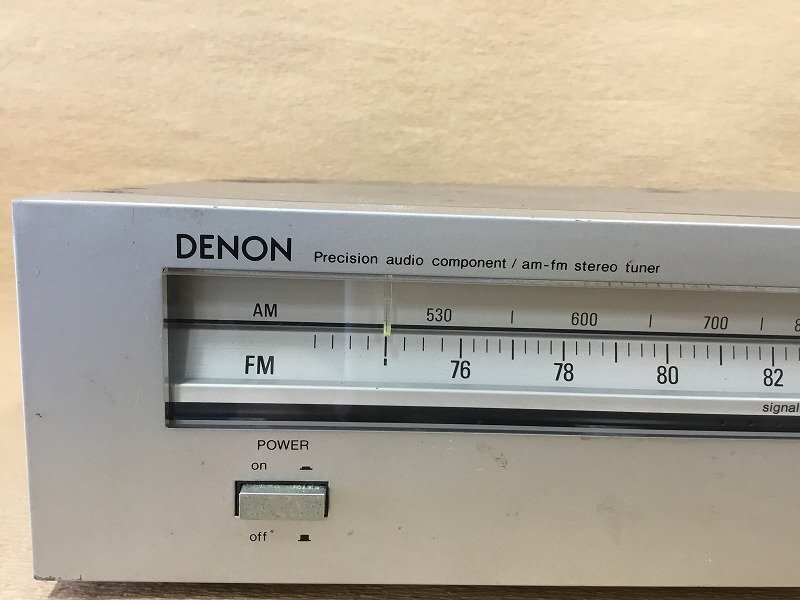 DENON Precision audio component / am-fm stereo tuner
AM 530 600 700
FM 76 78 80 82
signal
POWER
on
off